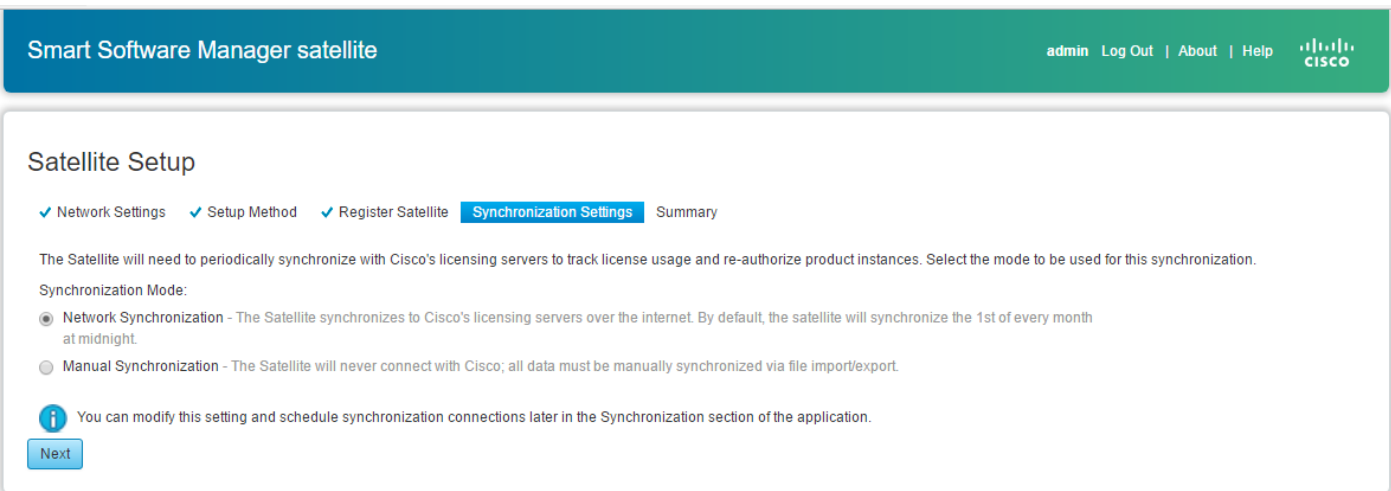 Smart Software Manager satellite
admin Log Out | About | Help
CISCO
Satellite Setup
✓ Network Settings ✓ Setup Method ✓ Register Satellite Synchronization Settings Summary
The Satellite will need to periodically synchronize with Cisco's licensing servers to track license usage and re-authorize product instances. Select the mode to be used for this synchronization.
Synchronization Mode:
Network Synchronization - The Satellite synchronizes to Cisco's licensing servers over the internet. By default, the satellite will synchronize the 1st of every month
at midnight.
Manual Synchronization - The Satellite will never connect with Cisco; all data must be manually synchronized via file import/export.
You can modify this setting and schedule synchronization connections later in the Synchronization section of the application.
Next